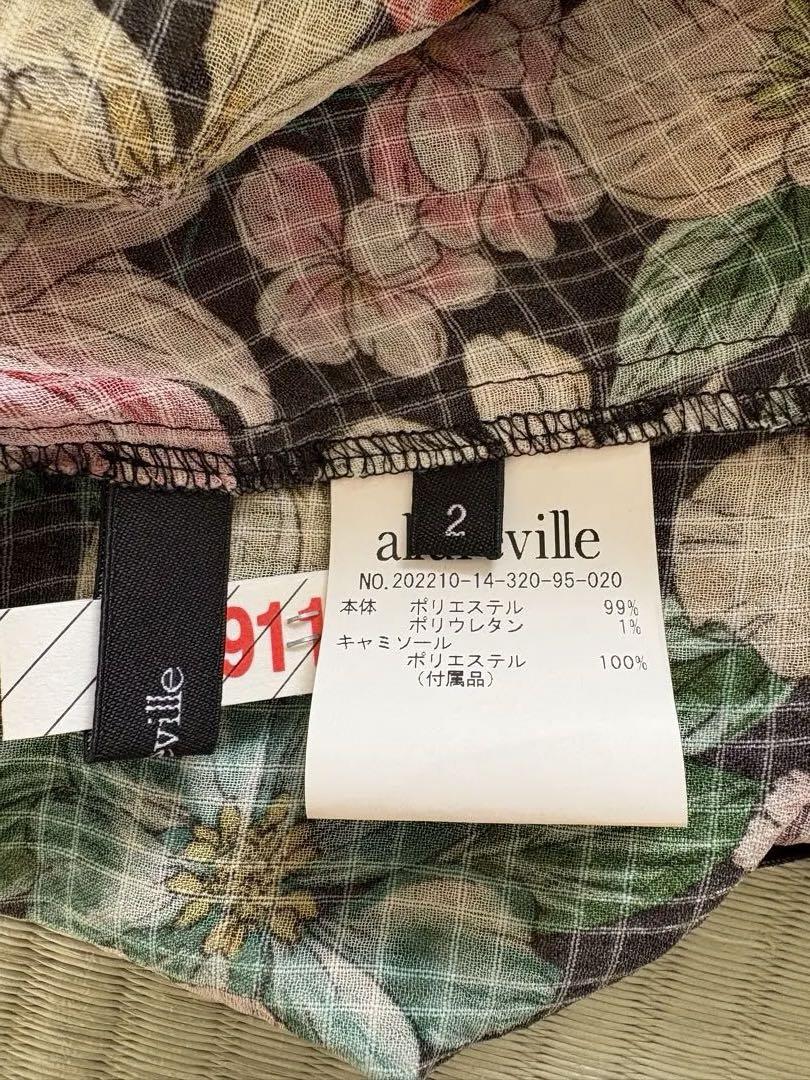 2
NO.202210-14-320-95-020
本体 ポリエステル 99%
ポリウレタン 1%
キャミソール
ポリエステル 100%
(付属品)
911
ville